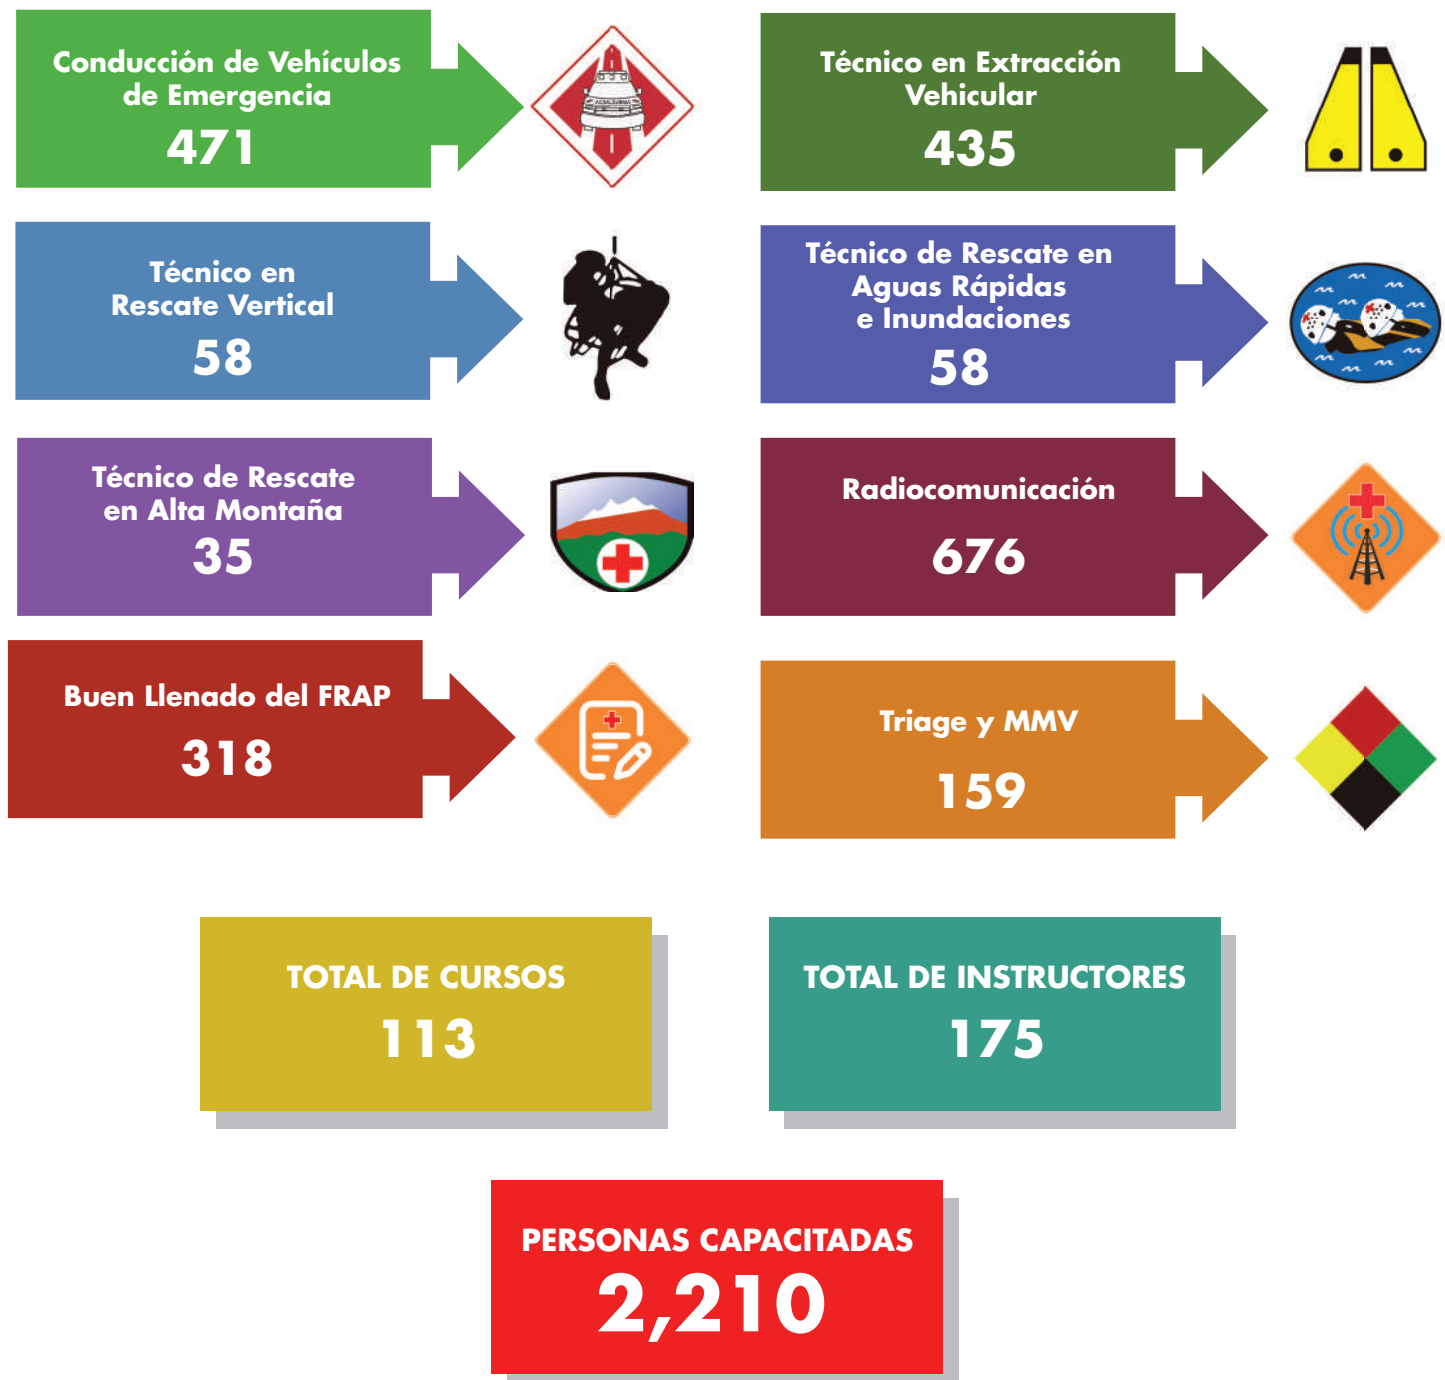 Conducción de Vehículos
de Emergencia
471
Técnico en Extracción
Vehicular
435
Técnico en
Rescate Vertical
58
Técnico de Rescate en
Aguas Rápidas
e Inundaciones
58
Técnico de Rescate
en Alta Montaña
35
Radiocomunicación
676
Buen Llenado del FRAP
318
Triage y MMV
159
TOTAL DE CURSOS
113
TOTAL DE INSTRUCTORES
175
PERSONAS CAPACITADAS
2,210